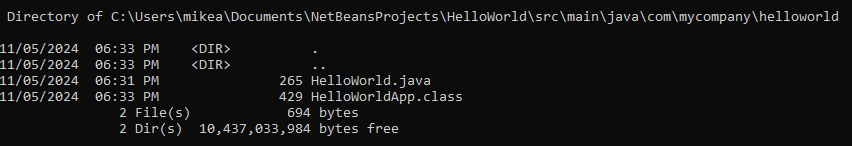 Directory of C:\Users\mikea\Documents\NetBeansProjects\HelloWorld\src\main\java\com\mycompany\helloworld
11/05/2024  06:33 PM    <DIR>          .
11/05/2024  06:33 PM    <DIR>          ..
11/05/2024  06:31 PM               265 HelloWorld.java
11/05/2024  06:33 PM               429 HelloWorldApp.class
               2 File(s)            694 bytes
               2 Dir(s)  10,437,033,984 bytes free